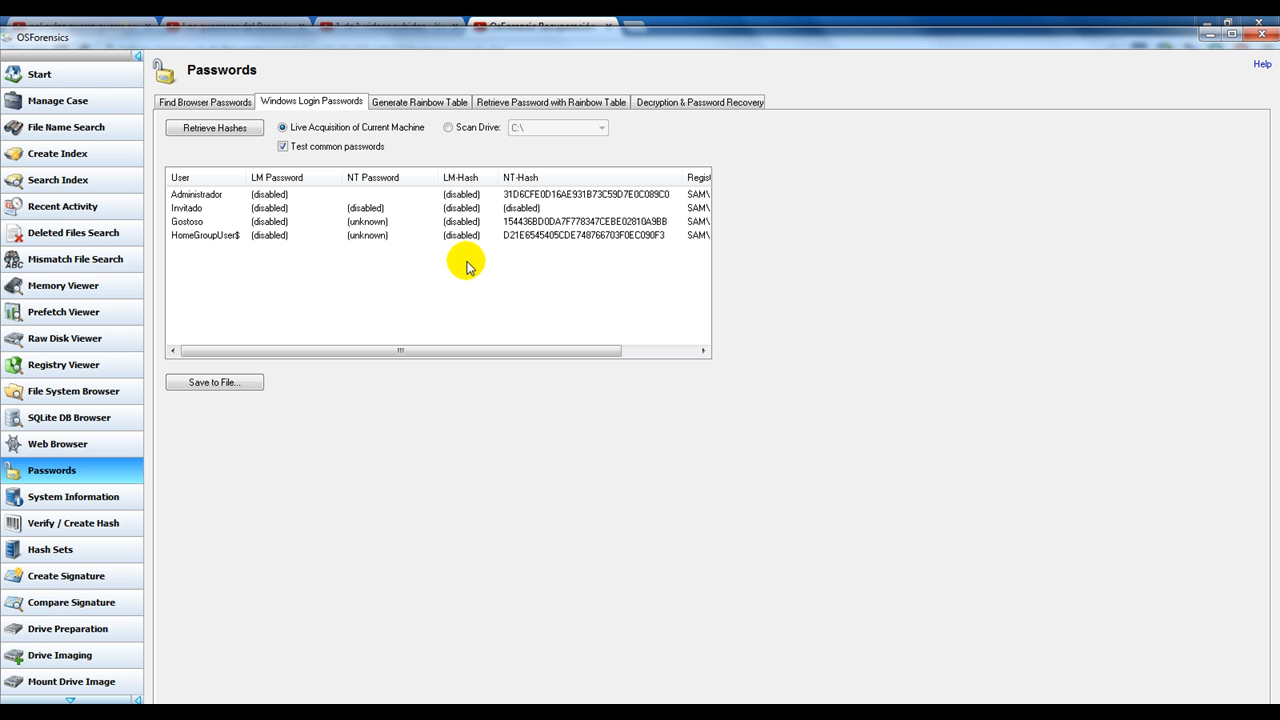 OSForensics
Start
Manage Case
File Name Search
Create Index
Search Index
Recent Activity
Deleted Files Search
Mismatch File Search
Memory Viewer
Prefetch Viewer
Raw Disk Viewer
Registry Viewer
File System Browser
SQLite DB Browser
Web Browser
Passwords
System Information
Verify / Create Hash
Hash Sets
Create Signature
Compare Signature
Drive Preparation
Drive Imaging
Mount Drive Image
Passwords
Help
Find Browser Passwords Windows Login Passwords Generate Rainbow Table Retrieve Password with Rainbow Table Decryption & Password Recovery
Retrieve Hashes Live Acquisition of Current Machine Scan Drive: C:\
Test common passwords
User LM Password NT Password LM-Hash NT-Hash Regist
Administrador (disabled) (disabled) 31D6CFE0D16AE931B73C59D7E0C089C0 SAM\
Invitado (disabled) (disabled) (disabled) (disabled) SAM\
Gostoso (disabled) (unknown) (disabled) 154436BD0DA7F778347CEBE02810A9BB SAM\
HomeGroupUser$ (disabled) (unknown) (disabled) D21E6545405CDE748766703F0EC090F3 SAM\
Save to File...